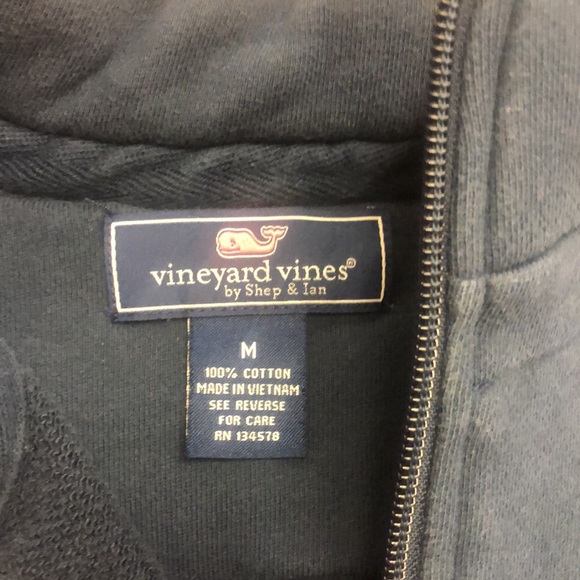 vineyard vines®
by Shep & Ian
M
100% COTTON
MADE IN VIETNAM
SEE REVERSE
FOR CARE
RN 134578